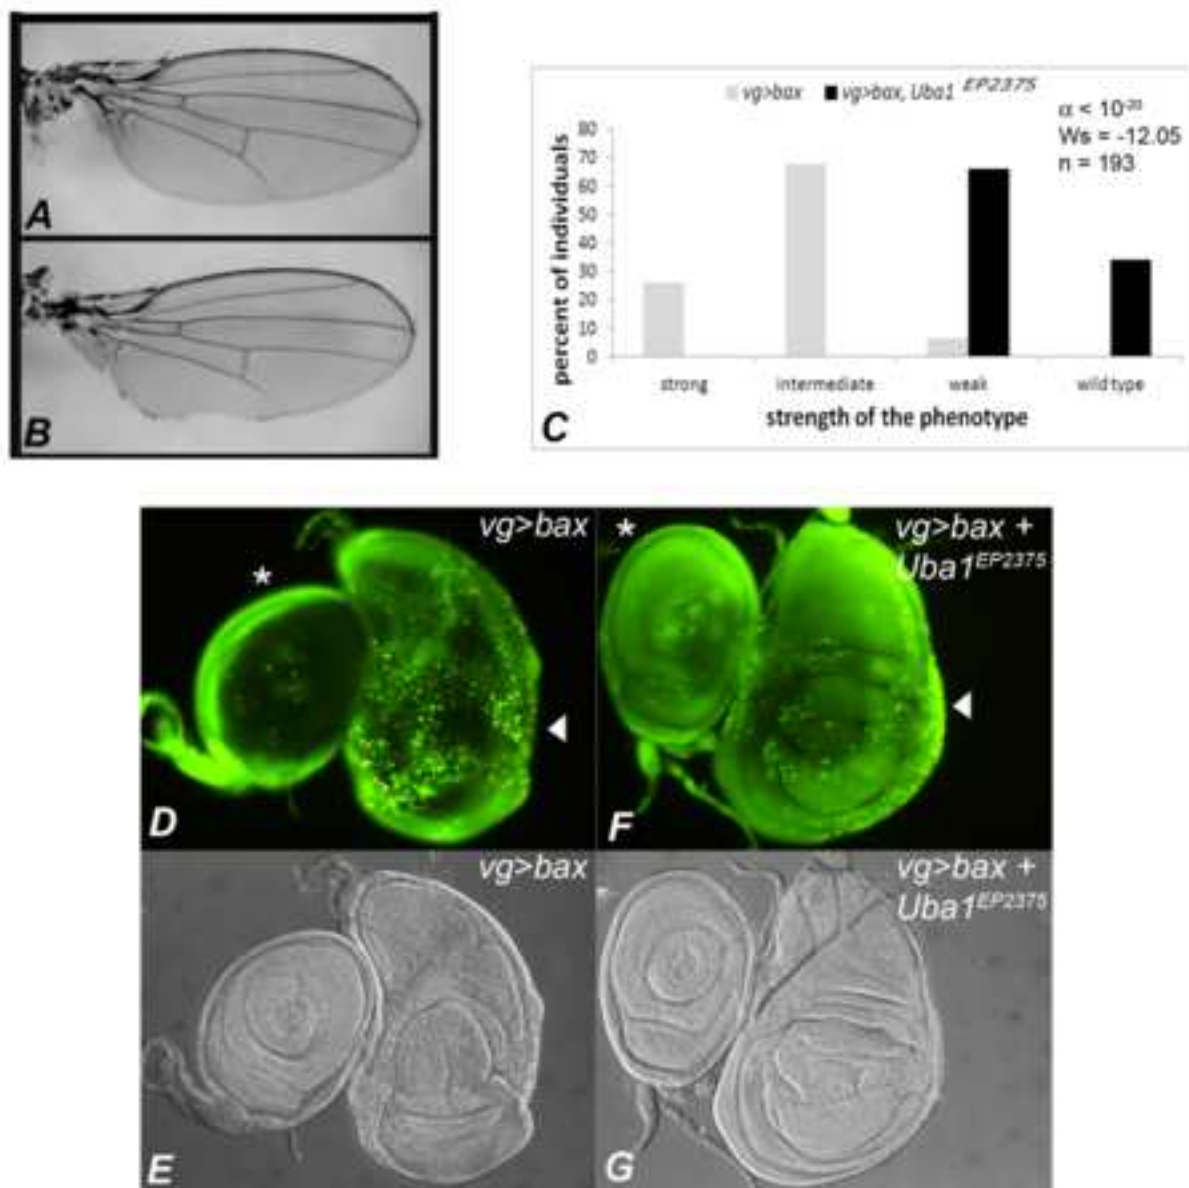 A
B
vg>bax vg>bax, Uba1 EP2375
α < 10-20
Ws = -12.05
n = 193
percent of individuals
80
70
60
50
40
30
20
10
0
strong intermediate weak wild type
strength of the phenotype
C
* vg>bax
D
* vg>bax +
Uba1EP2375
F
vg>bax
E
vg>bax +
Uba1EP2375
G